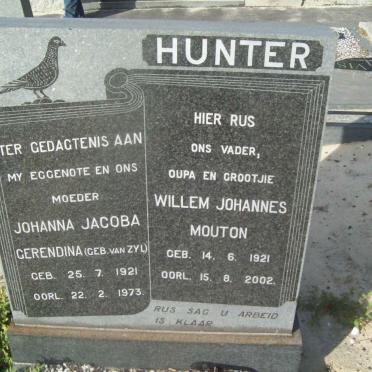 HUNTER
TER GEDAGTENIS AAN
MY EGGENOTE EN ONS
MOEDER
JOHANNA JACOBA
GERENDINA (GEB. VAN ZYL)
GEB. 25. 7. 1921
OORL. 22. 2. 1973.
HIER RUS
ONS VADER,
OUPA EN GROOTJIE
WILLEM JOHANNES
MOUTON
GEB. 14. 6. 1921
OORL. 15. 8. 2002.
RUS SAG U ARBEID
IS KLAAR